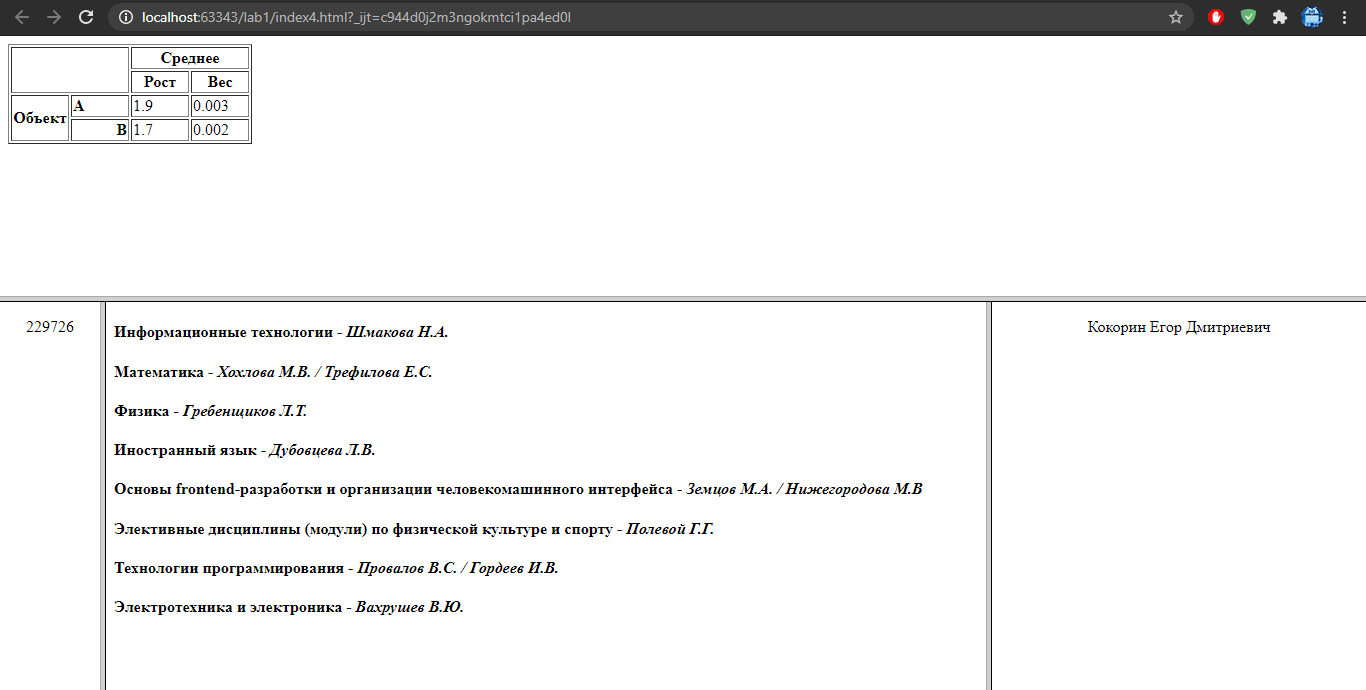 localhost:63343/lab1/index4.html?_ijt=c944d0j2m3ngokmtci1pa4ed0l
Среднее
Рост Вес
Объект A 1.9 0.003
B 1.7 0.002
229726
Информационные технологии - Шмакова Н.А.
Математика - Хохлова М.В. / Трефилова Е.С.
Физика - Гребенщиков Л.Т.
Иностранный язык - Дубовцева Л.В.
Основы frontend-разработки и организации человекомашинного интерфейса - Земцов М.А. / Нижегородова М.В
Элективные дисциплины (модули) по физической культуре и спорту - Полевой Г.Г.
Технологии программирования - Провалов В.С. / Гордеев И.В.
Электротехника и электроника - Вахрушев В.Ю.
Кокорин Егор Дмитриевич